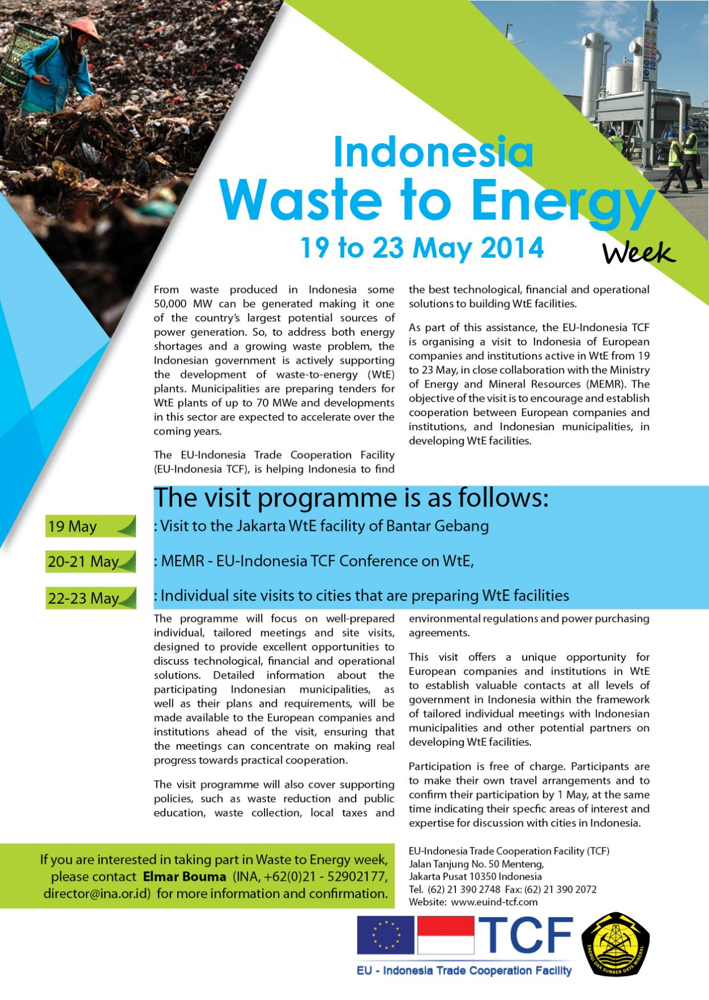 Indonesia
Waste to Energy
19 to 23 May 2014
Week
From waste produced in Indonesia some
50,000 MW can be generated making it one
of the country's largest potential sources of
power generation. So, to address both energy
shortages and a growing waste problem, the
Indonesian government is actively supporting
the development of waste-to-energy (WtE)
plants. Municipalities are preparing tenders for
WtE plants of up to 70 MWe and developments
in this sector are expected to accelerate over the
coming years.
The EU-Indonesia Trade Cooperation Facility
(EU-Indonesia TCF), is helping Indonesia to find
the best technological, financial and operational
solutions to building WtE facilities.
As part of this assistance, the EU-Indonesia TCF
is organising a visit to Indonesia of European
companies and institutions active in WtE from 19
to 23 May, in close collaboration with the Ministry
of Energy and Mineral Resources (MEMR). The
objective of the visit is to encourage and establish
cooperation between European companies and
institutions, and Indonesian municipalities, in
developing WtE facilities.
The visit programme is as follows:
19 May : Visit to the Jakarta WtE facility of Bantar Gebang
20-21 May : MEMR - EU-Indonesia TCF Conference on WtE,
22-23 May : Individual site visits to cities that are preparing WtE facilities
The programme will focus on well-prepared
individual, tailored meetings and site visits,
designed to provide excellent opportunities to
discuss technological, financial and operational
solutions. Detailed information about the
participating Indonesian municipalities, as
well as their plans and requirements, will be
made available to the European companies and
institutions ahead of the visit, ensuring that
the meetings can concentrate on making real
progress towards practical cooperation.
The visit programme will also cover supporting
policies, such as waste reduction and public
education, waste collection, local taxes and
environmental regulations and power purchasing
agreements.
This visit offers a unique opportunity for
European companies and institutions in WtE
to establish valuable contacts at all levels of
government in Indonesia within the framework
of tailored individual meetings with Indonesian
municipalities and other potential partners on
developing WtE facilities.
Participation is free of charge. Participants are
to make their own travel arrangements and to
confirm their participation by 1 May, at the same
time indicating their specfic areas of interest and
expertise for discussion with cities in Indonesia.
If you are interested in taking part in Waste to Energy week,
please contact Elmar Bouma (INA, +62(0)21 - 52902177,
director@ina.or.id) for more information and confirmation.
EU-Indonesia Trade Cooperation Facility (TCF)
Jalan Tanjung No. 50 Menteng,
Jakarta Pusat 10350 Indonesia
Tel. (62) 21 390 2748 Fax: (62) 21 390 2072
Website: www.euind-tcf.com
TCF
EU - Indonesia Trade Cooperation Facility
ENERGI DAN SUMBER DAYA MINERAL